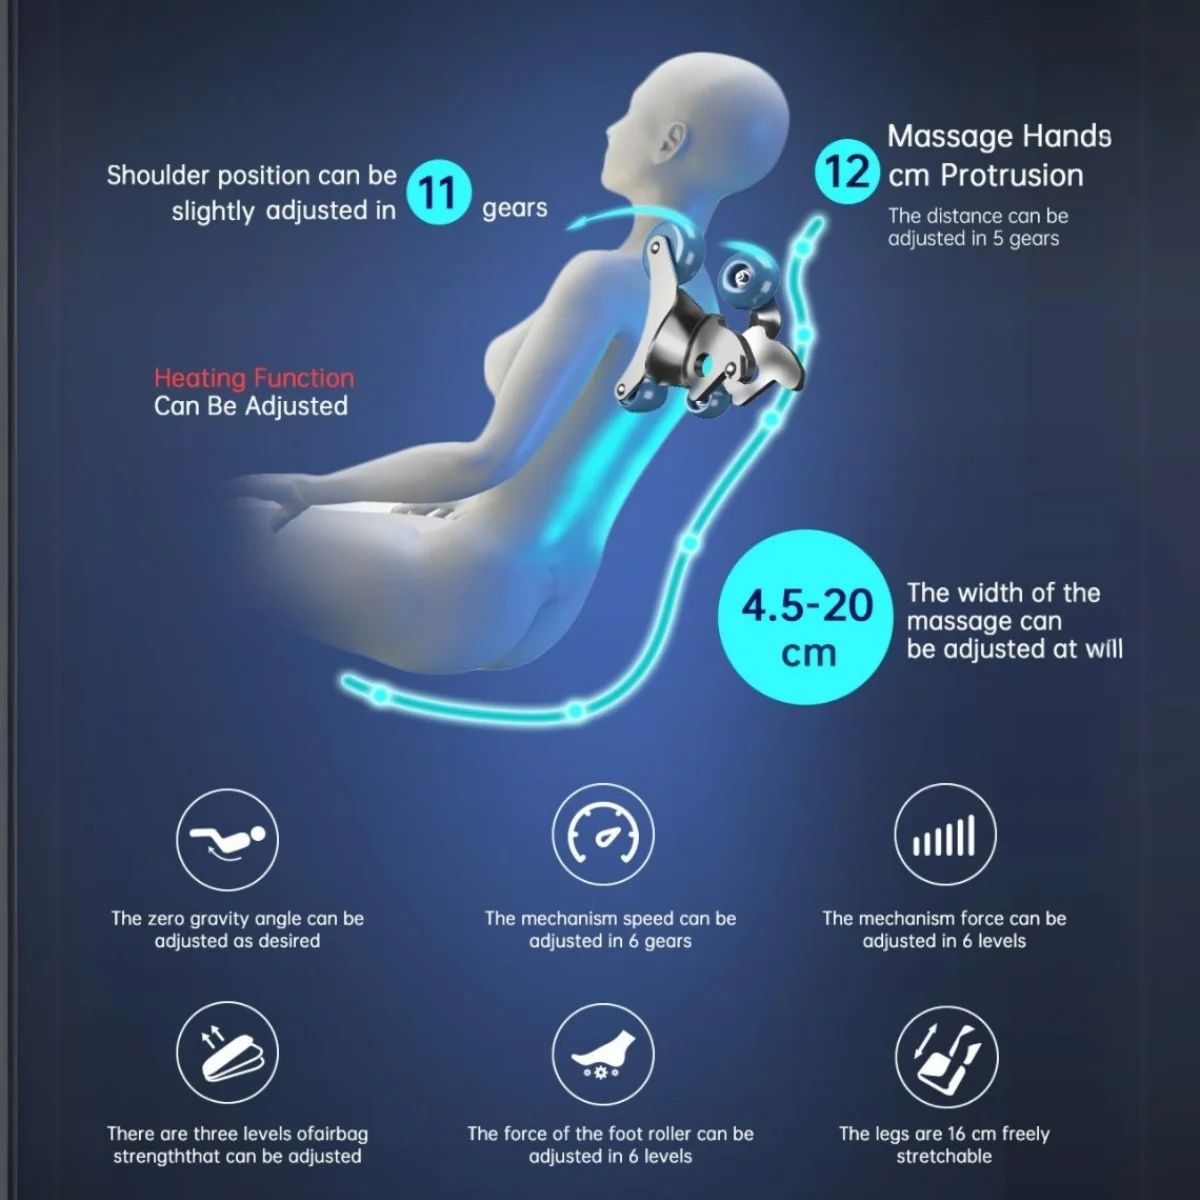 Massage Hands
12 cm Protrusion
The distance can be
adjusted in 5 gears
Shoulder position can be
slightly adjusted in 11 gears
Heating Function
Can Be Adjusted
4.5-20
cm
The width of the
massage can
be adjusted at will
The zero gravity angle can be
adjusted as desired
The mechanism speed can be
adjusted in 6 gears
The mechanism force can be
adjusted in 6 levels
There are three levels ofairbag
strengththat can be adjusted
The force of the foot roller can be
adjusted in 6 levels
The legs are 16 cm freely
stretchable